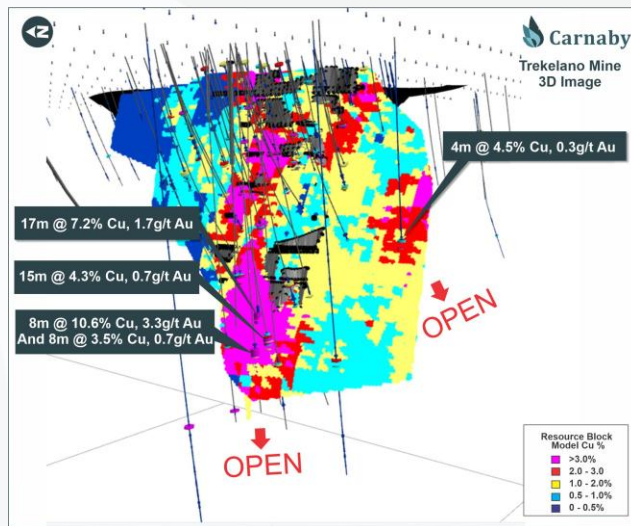 N
Carnaby
Trekelano Mine
3D Image
4m @ 4.5% Cu, 0.3g/t Au
17m @ 7.2% Cu, 1.7g/t Au
15m @ 4.3% Cu, 0.7g/t Au
8m @ 10.6% Cu, 3.3g/t Au
And 8m @ 3.5% Cu, 0.7g/t Au
OPEN
OPEN
Resource Block
Model Cu %
>3.0%
2.0 - 3.0
1.0 - 2.0%
0.5 - 1.0%
0 - 0.5%